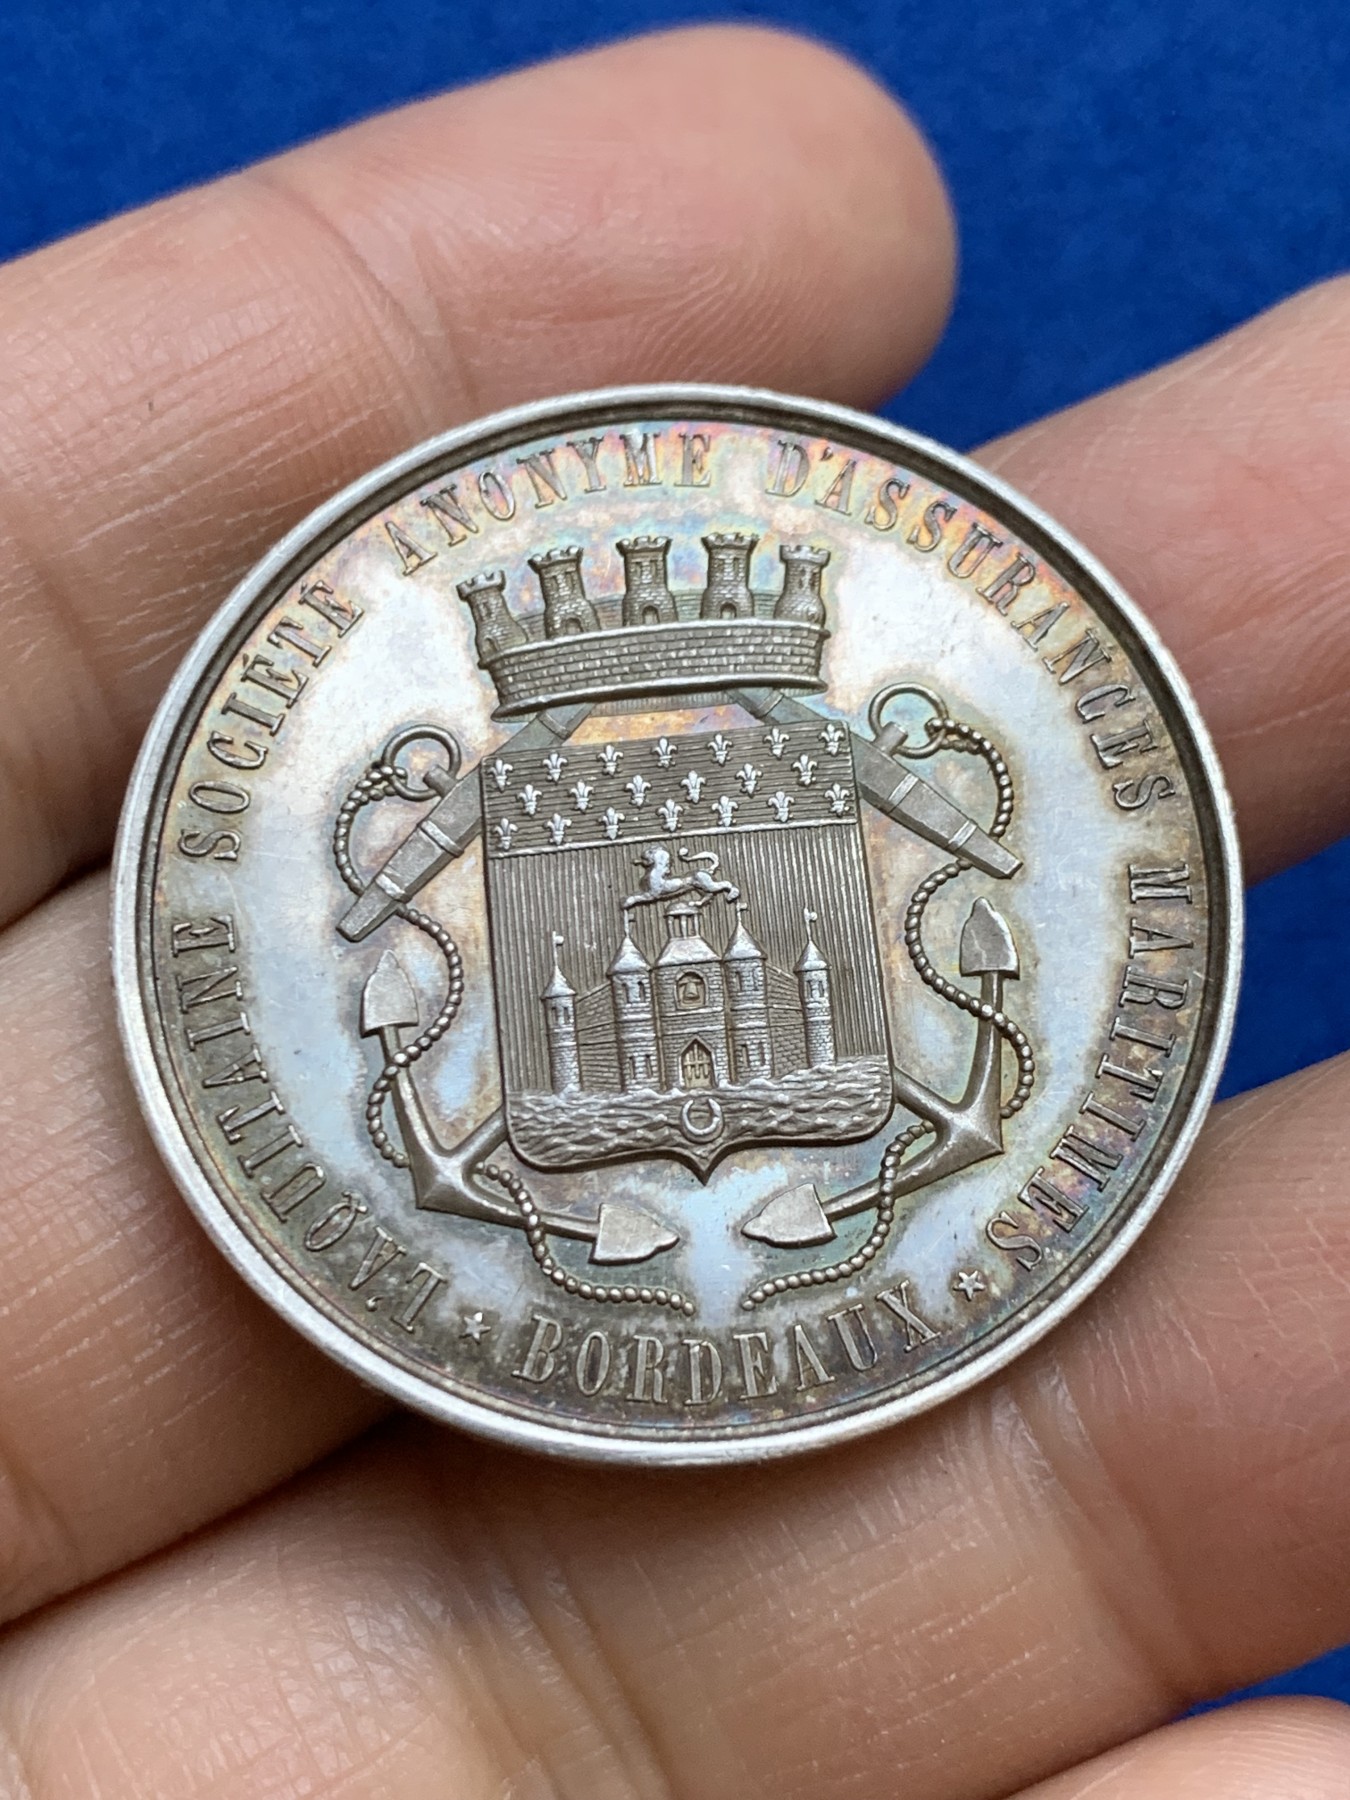 L'AQUITAINE SOCIÉTÉ ANONYME D'ASSURANCES MARITIMES
* BORDEAUX *